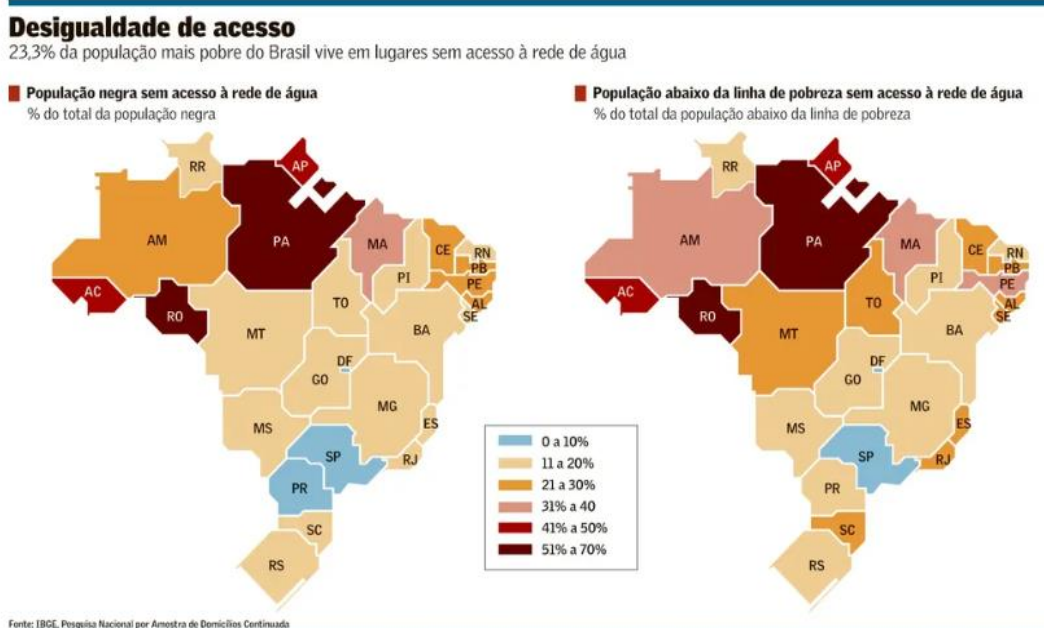 Desigualdade de acesso
23,3% da população mais pobre do Brasil vive em lugares sem acesso à rede de água
População negra sem acesso à rede de água
% do total da população negra
RR
AP
AM
PA
MA
CE
RN
PB
PE
AL
SE
PI
AC
RO
TO
MT
BA
DF
GO
MG
ES
MS
SP
RJ
PR
SC
RS
0 a 10%
11 a 20%
21 a 30%
31% a 40
41% a 50%
51% a 70%
População abaixo da linha de pobreza sem acesso à rede de água
% do total da população abaixo da linha de pobreza
RR
AP
AM
PA
MA
CE
RN
PB
PE
AL
SE
PI
AC
RO
TO
MT
BA
DF
GO
MG
ES
MS
SP
RJ
PR
SC
RS
Fonte: IBGE, Pesquisa Nacional por Amostra de Domicílios Continuada